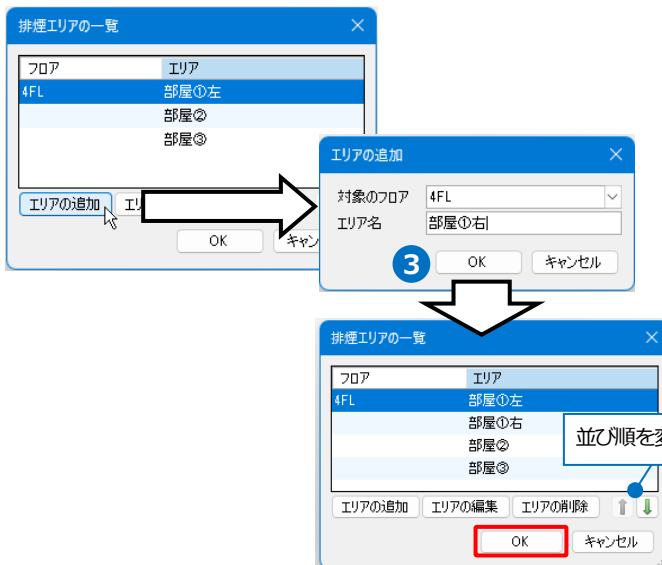 排煙エリアの一覧
フロア エリア
4FL 部屋①左
部屋②
部屋③
エリアの追加
OK キャン
エリアの追加
対象のフロア 4FL
エリア名 部屋①右
3 OK キャンセル
排煙エリアの一覧
フロア エリア
4FL 部屋①左
部屋①右
部屋②
部屋③
並び順を変
エリアの追加 エリアの編集 エリアの削除
OK キャンセル